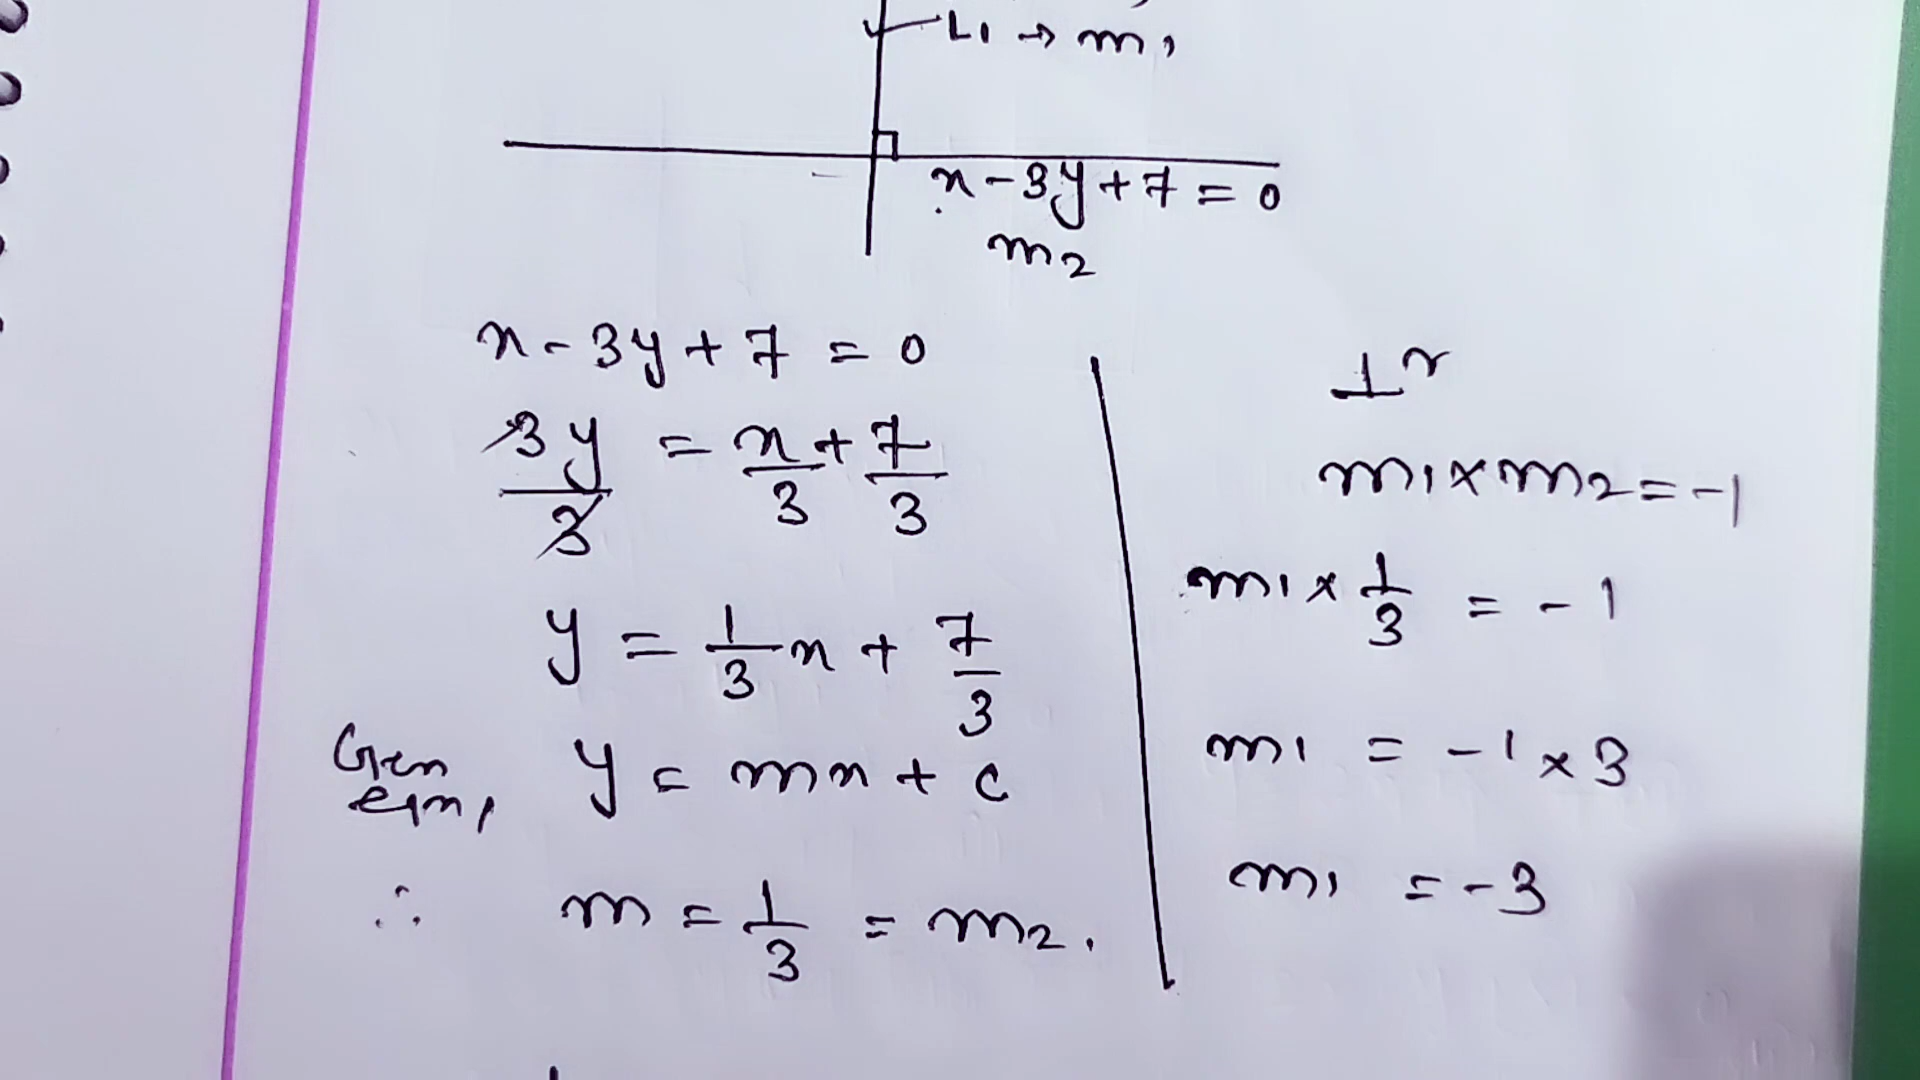 L1 → m1
x - 3y + 7 = 0
m2
x - 3y + 7 = 0
3y/3 = x/3 + 7/3
y = 1/3 x + 7/3
Gen eqn, y = mx + c
∴ m = 1/3 = m2.
⊥r
m1 × m2 = -1
m1 × 1/3 = -1
m1 = -1 × 3
m1 = -3